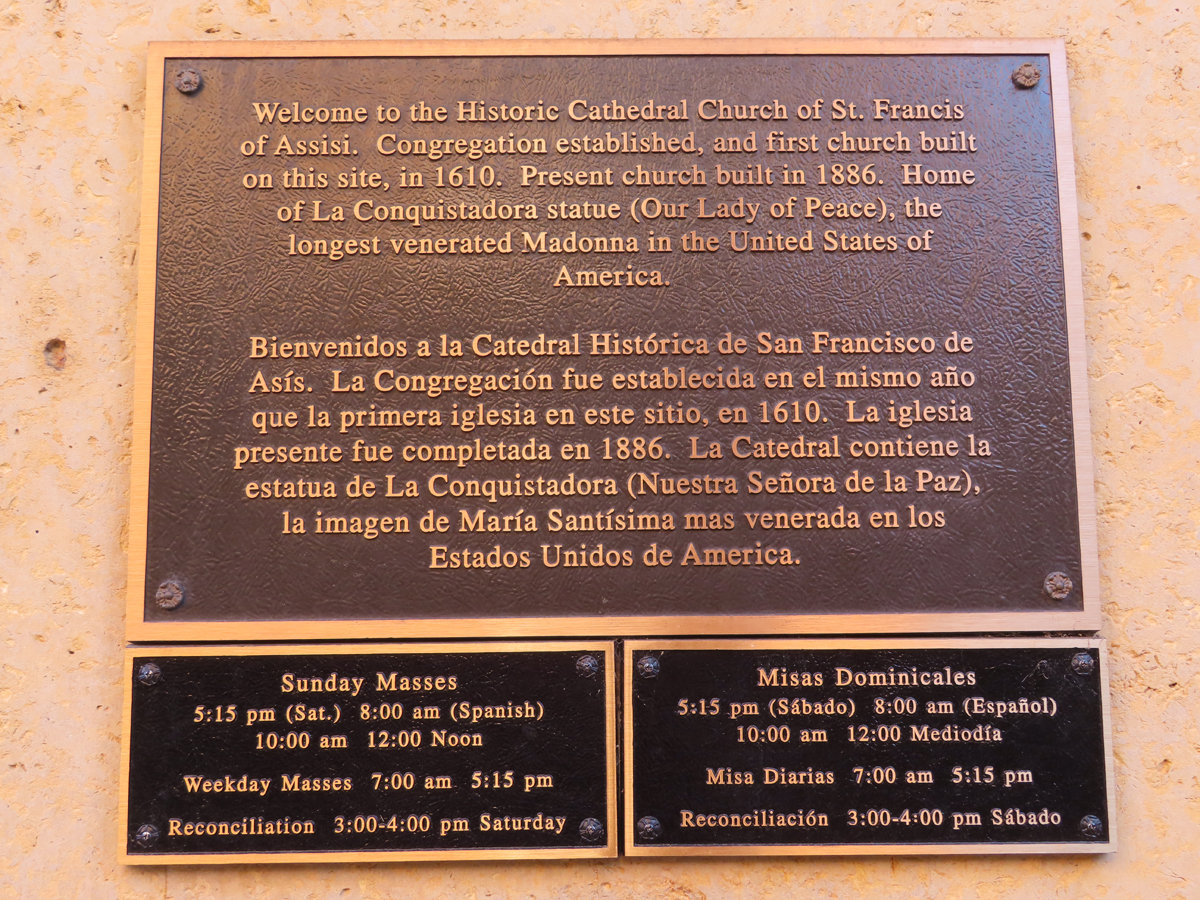 Welcome to the Historic Cathedral Church of St. Francis
of Assisi. Congregation established, and first church built
on this site, in 1610. Present church built in 1886. Home
of La Conquistadora statue (Our Lady of Peace), the
longest venerated Madonna in the United States of
America.
Bienvenidos a la Catedral Histórica de San Francisco de
Asís. La Congregación fue establecida en el mismo año
que la primera iglesia en este sitio, en 1610. La iglesia
presente fue completada en 1886. La Catedral contiene la
estatua de La Conquistadora (Nuestra Señora de la Paz),
la imagen de María Santísima mas venerada en los
Estados Unidos de America.
Sunday Masses
5:15 pm (Sat.) 8:00 am (Spanish)
10:00 am 12:00 Noon
Weekday Masses 7:00 am 5:15 pm
Reconciliation 3:00-4:00 pm Saturday
Misas Dominicales
5:15 pm (Sábado) 8:00 am (Español)
10:00 am 12:00 Mediodía
Misa Diarias 7:00 am 5:15 pm
Reconciliación 3:00-4:00 pm Sábado